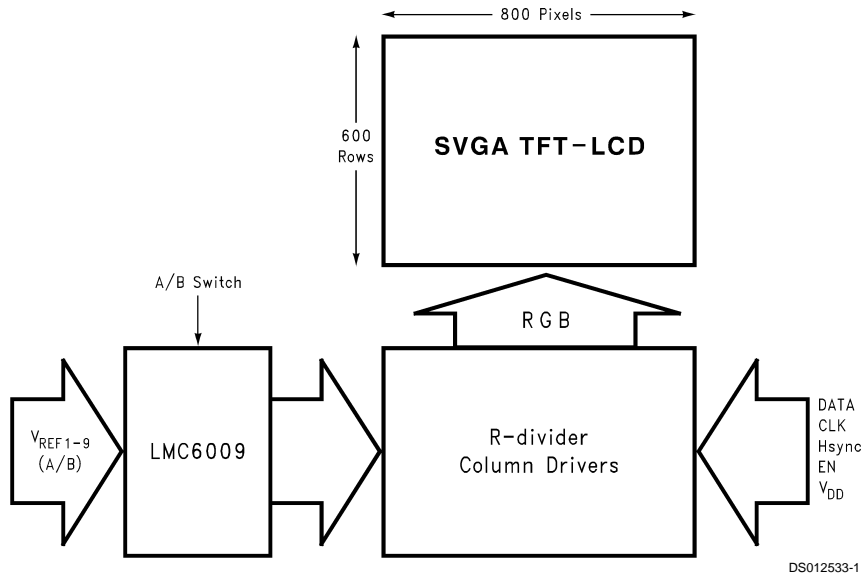 800 Pixels
600
Rows
SVGA TFT-LCD
A/B Switch
RGB
VREF1-9
(A/B)
LMC6009
R-divider
Column Drivers
DATA
CLK
Hsync
EN
VDD
DS012533-1